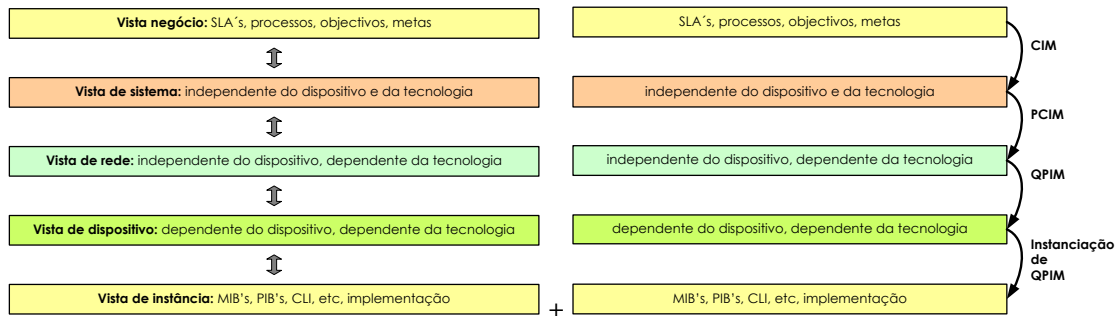 Vista negócio: SLA´s, processos, objectivos, metas
Vista de sistema: independente do dispositivo e da tecnologia
Vista de rede: independente do dispositivo, dependente da tecnologia
Vista de dispositivo: dependente do dispositivo, dependente da tecnologia
Vista de instância: MIB's, PIB's, CLI, etc, implementação
+
SLA´s, processos, objectivos, metas
CIM
independente do dispositivo e da tecnologia
PCIM
independente do dispositivo, dependente da tecnologia
QPIM
dependente do dispositivo, dependente da tecnologia
Instanciação
de
QPIM
MIB's, PIB's, CLI, etc, implementação